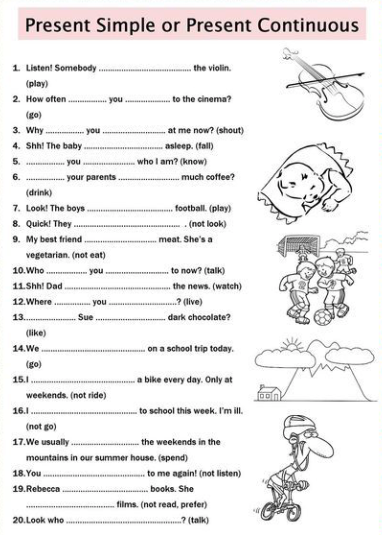 Present Simple or Present Continuous
1. Listen! Somebody ........................................ the violin.
(play)
2. How often ................. you ................. to the cinema?
(go)
3. Why ................. you ................. at me now? (shout)
4. Shh! The baby .................................. asleep. (fall)
5. ................. you .................................. who I am? (know)
6. ................. your parents .......................... much coffee?
(drink)
7. Look! The boys .................................. football. (play)
8. Quick! They ............................................... . (not look)
9. My best friend ....................... meat. She's a
vegetarian. (not eat)
10.Who ................. you ....................... to now? (talk)
11.Shh! Dad ............................................... the news. (watch)
12.Where ................ you .........................? (live)
13....................... Sue ....................... dark chocolate?
(like)
14.We .............................................. on a school trip today.
(go)
15.I .............................................. a bike every day. Only at
weekends. (not ride)
16.I .............................................. to school this week. I'm ill.
(not go)
17.We usually .............................. the weekends in the
mountains in our summer house. (spend)
18.You .............................................. to me again! (not listen)
19.Rebecca ......................... books. She
....................................... films. (not read, prefer)
20.Look who ...................................................? (talk)